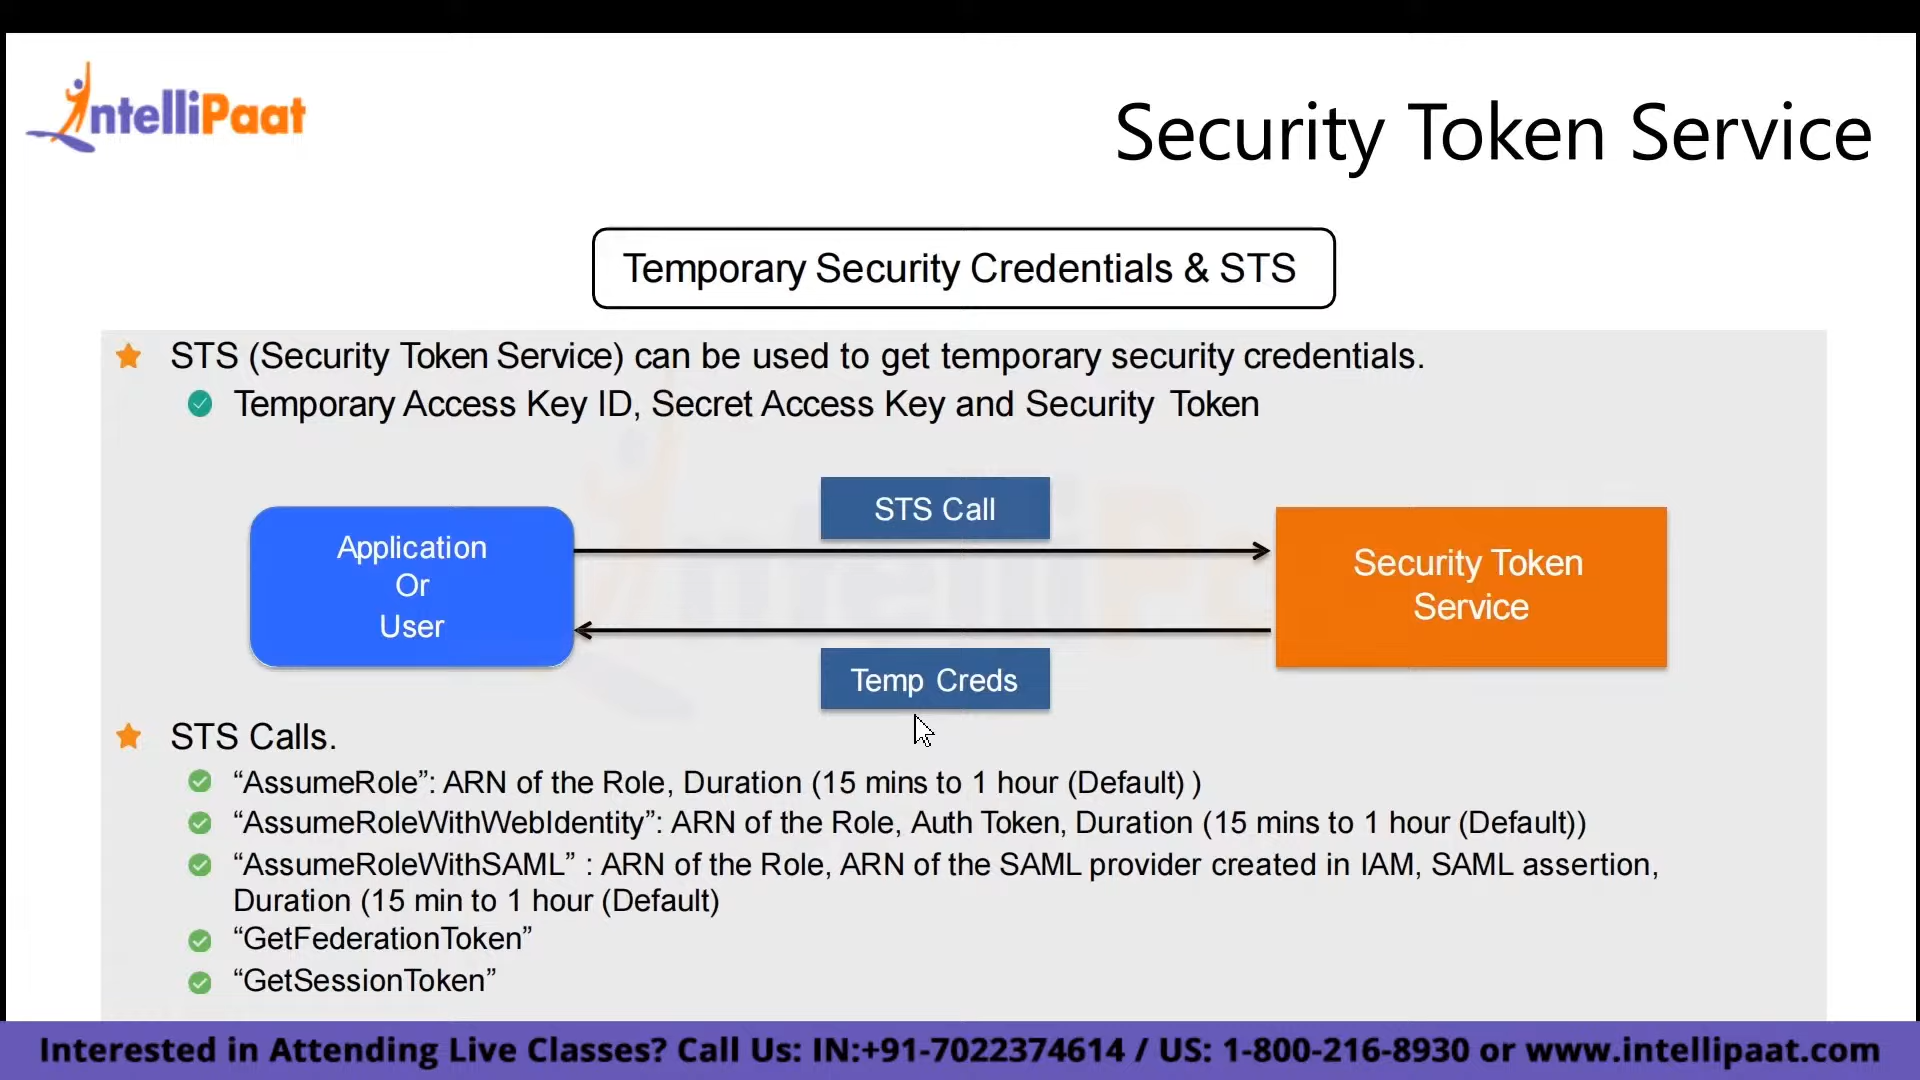 IntelliPaat
Security Token Service
Temporary Security Credentials & STS
STS (Security Token Service) can be used to get temporary security credentials.
Temporary Access Key ID, Secret Access Key and Security Token
STS Call
Application
Or
User
Security Token
Service
Temp Creds
STS Calls.
“AssumeRole”: ARN of the Role, Duration (15 mins to 1 hour (Default) )
“AssumeRoleWithWebIdentity”: ARN of the Role, Auth Token, Duration (15 mins to 1 hour (Default))
“AssumeRoleWithSAML” : ARN of the Role, ARN of the SAML provider created in IAM, SAML assertion,
Duration (15 min to 1 hour (Default)
“GetFederationToken”
“GetSessionToken”
Interested in Attending Live Classes? Call Us: IN:+91-7022374614 / US: 1-800-216-8930 or www.intellipaat.com